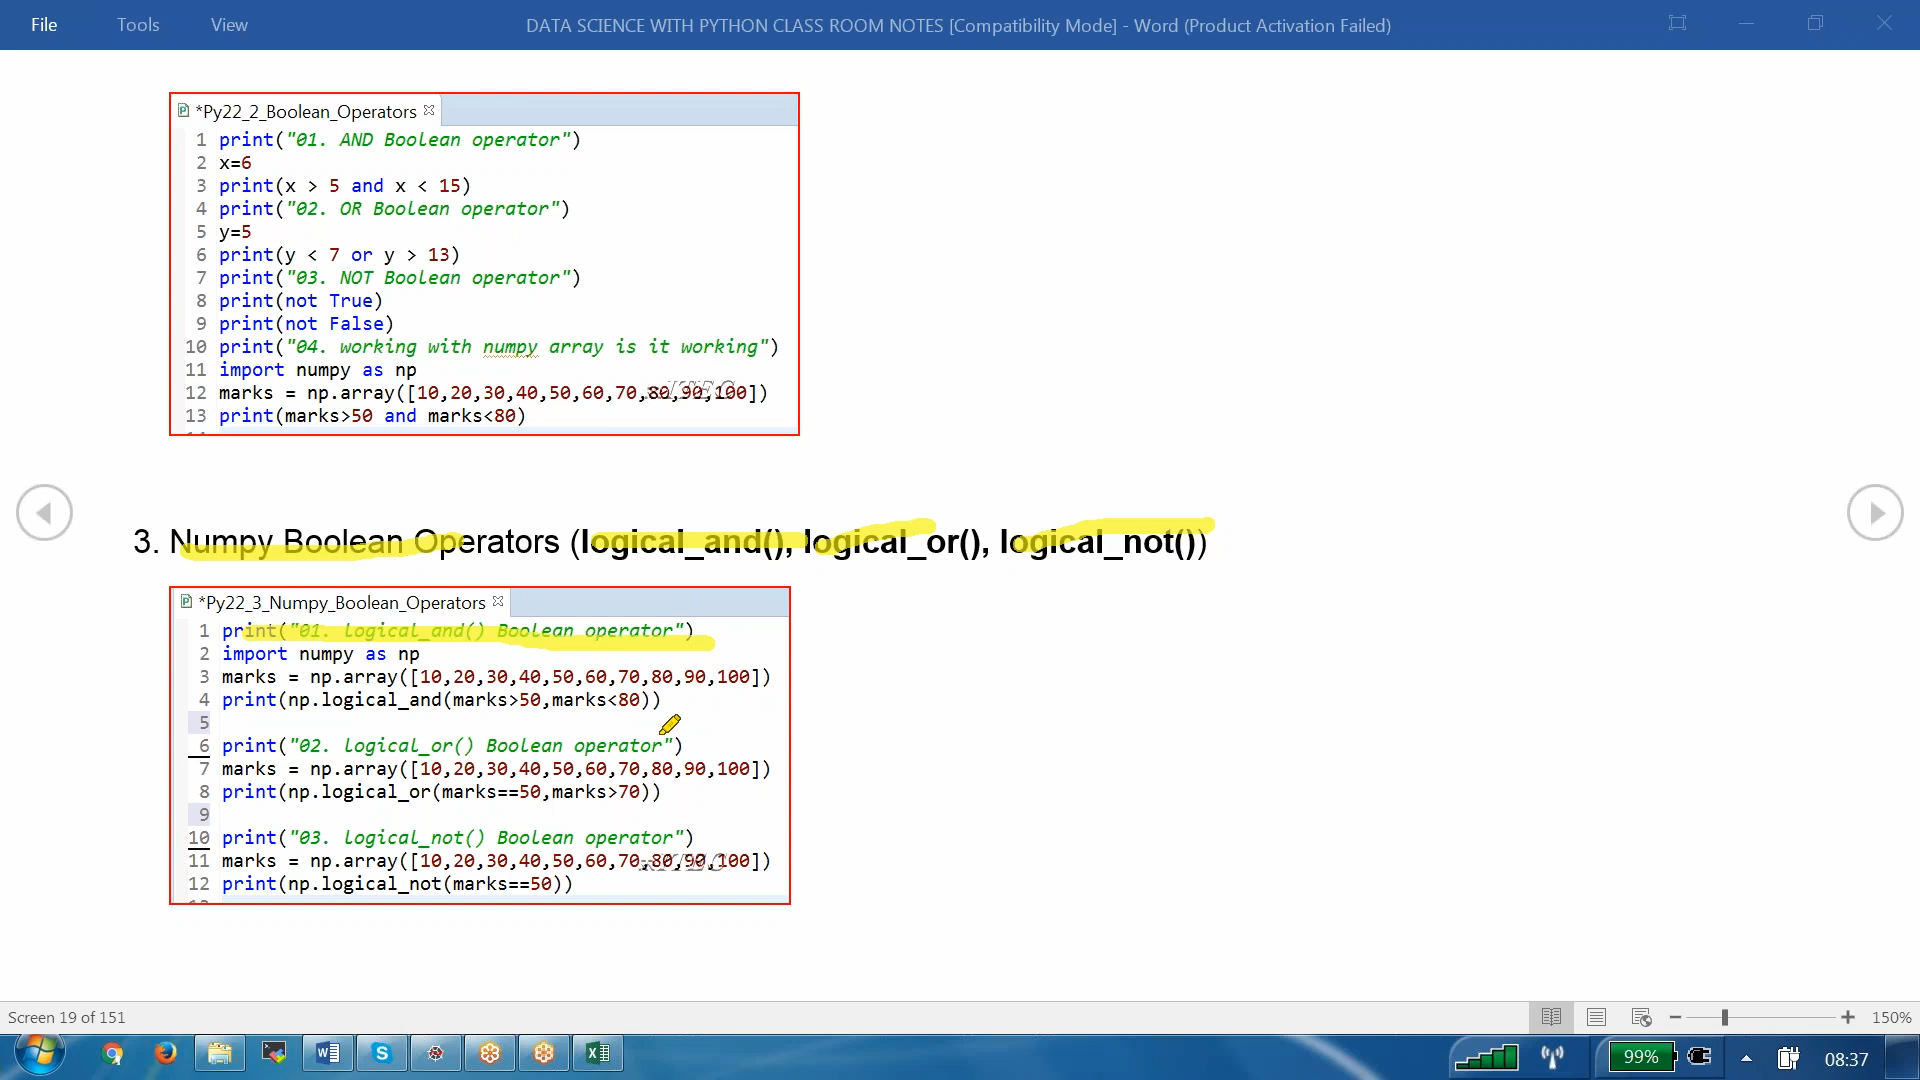 File Tools View DATA SCIENCE WITH PYTHON CLASS ROOM NOTES [Compatibility Mode] - Word (Product Activation Failed)
*Py22_2_Boolean_Operators
1 print("01. AND Boolean operator")
2 x=6
3 print(x > 5 and x < 15)
4 print("02. OR Boolean operator")
5 y=5
6 print(y < 7 or y > 13)
7 print("03. NOT Boolean operator")
8 print(not True)
9 print(not False)
10 print("04. working with numpy array is it working")
11 import numpy as np
12 marks = np.array([10,20,30,40,50,60,70,80,90,100])
13 print(marks>50 and marks<80)
3. Numpy Boolean Operators (logical_and(), logical_or(), logical_not())
*Py22_3_Numpy_Boolean_Operators
1 print("01. logical_and() Boolean operator")
2 import numpy as np
3 marks = np.array([10,20,30,40,50,60,70,80,90,100])
4 print(np.logical_and(marks>50,marks<80))
5
6 print("02. logical_or() Boolean operator")
7 marks = np.array([10,20,30,40,50,60,70,80,90,100])
8 print(np.logical_or(marks==50,marks>70))
9
10 print("03. logical_not() Boolean operator")
11 marks = np.array([10,20,30,40,50,60,70,80,90,100])
12 print(np.logical_not(marks==50))
Screen 19 of 151
150%
99%
08:37